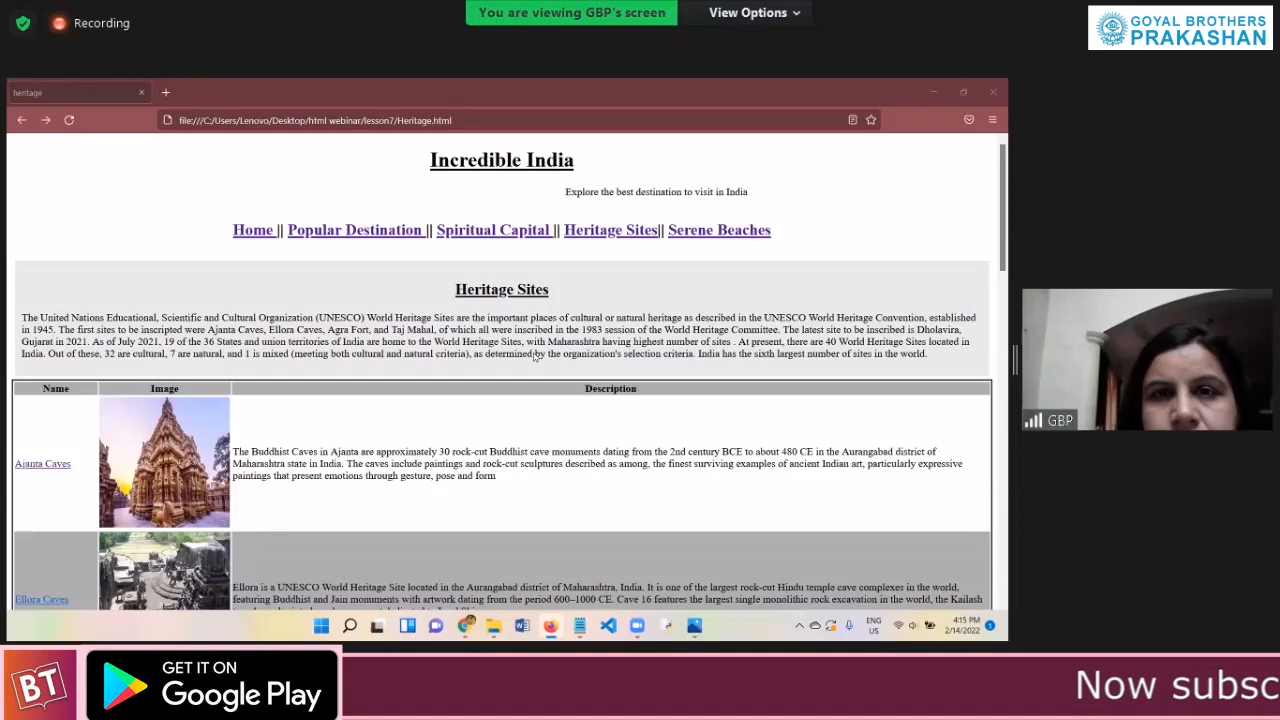 Recording
You are viewing GBP's screen
View Options
GOYAL BROTHERS
PRAKASHAN
heritage
file:///C:/Users/Lenovo/Desktop/html webinar/lesson7/Heritage.html
Incredible India
Explore the best destination to visit in India
Home || Popular Destination || Spiritual Capital || Heritage Sites|| Serene Beaches
Heritage Sites
The United Nations Educational, Scientific and Cultural Organization (UNESCO) World Heritage Sites are the important places of cultural or natural heritage as described in the UNESCO World Heritage Convention, established
in 1945. The first sites to be inscripted were Ajanta Caves, Ellora Caves, Agra Fort, and Taj Mahal, of which all were inscribed in the 1983 session of the World Heritage Committee. The latest site to be inscribed is Dholavira,
Gujarat in 2021. As of July 2021, 19 of the 36 States and union territories of India are home to the World Heritage Sites, with Maharashtra having highest number of sites . At present, there are 40 World Heritage Sites located in
India. Out of these, 32 are cultural, 7 are natural, and 1 is mixed (meeting both cultural and natural criteria), as determined by the organization's selection criteria. India has the sixth largest number of sites in the world.
Name Image Description
Ajanta Caves
The Buddhist Caves in Ajanta are approximately 30 rock-cut Buddhist cave monuments dating from the 2nd century BCE to about 480 CE in the Aurangabad district of
Maharashtra state in India. The caves include paintings and rock-cut sculptures described as among, the finest surviving examples of ancient Indian art, particularly expressive
paintings that present emotions through gesture, pose and form
Ellora Caves
Ellora is a UNESCO World Heritage Site located in the Aurangabad district of Maharashtra, India. It is one of the largest rock-cut Hindu temple cave complexes in the world,
featuring Buddhist and Jain monuments with artwork dating from the period 600–1000 CE. Cave 16 features the largest single monolithic rock excavation in the world, the Kailash
GBP
ENG
US
4:15 PM
2/14/2022
BT
GET IT ON
Google Play
Now subsc